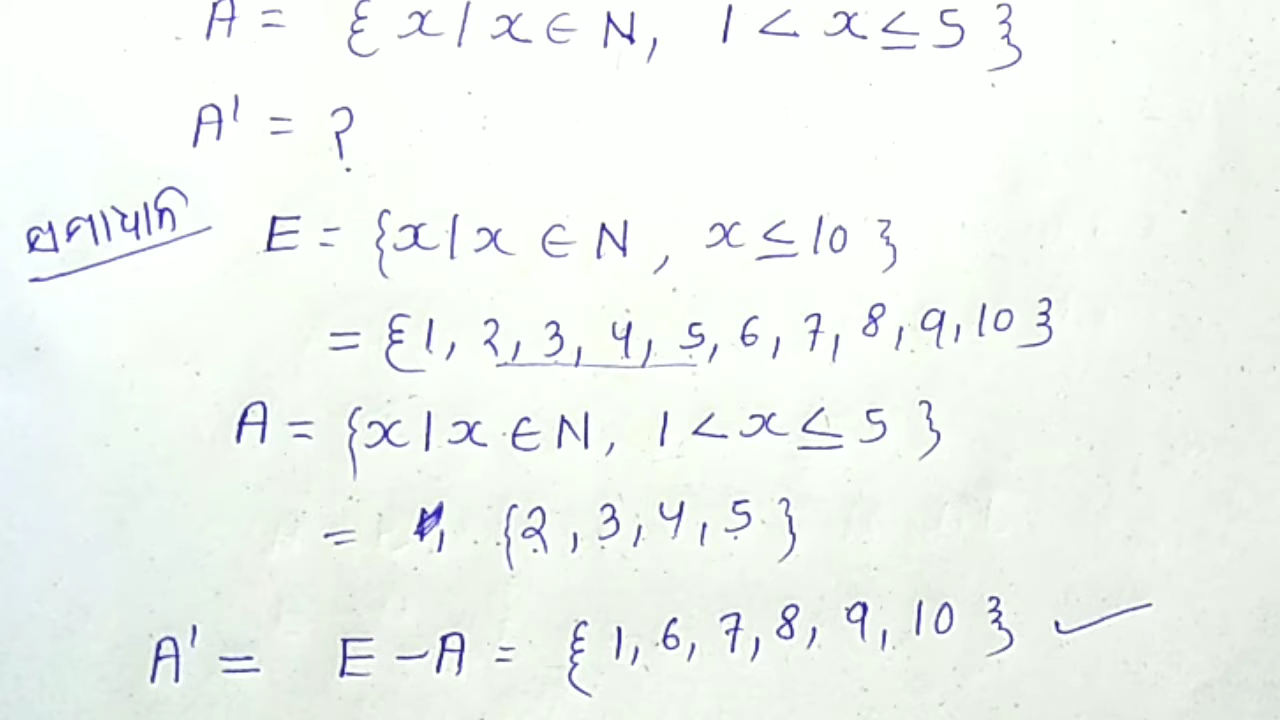 A = { x / x ∈ N, 1 < x ≤ 5 }
A' = ?
ସମାଧାନ E = { x / x ∈ N, x ≤ 10 }
= { 1, 2, 3, 4, 5, 6, 7, 8, 9, 10 }
A = { x / x ∈ N, 1 < x ≤ 5 }
= { 2, 3, 4, 5 }
A' = E - A = { 1, 6, 7, 8, 9, 10 } ✓